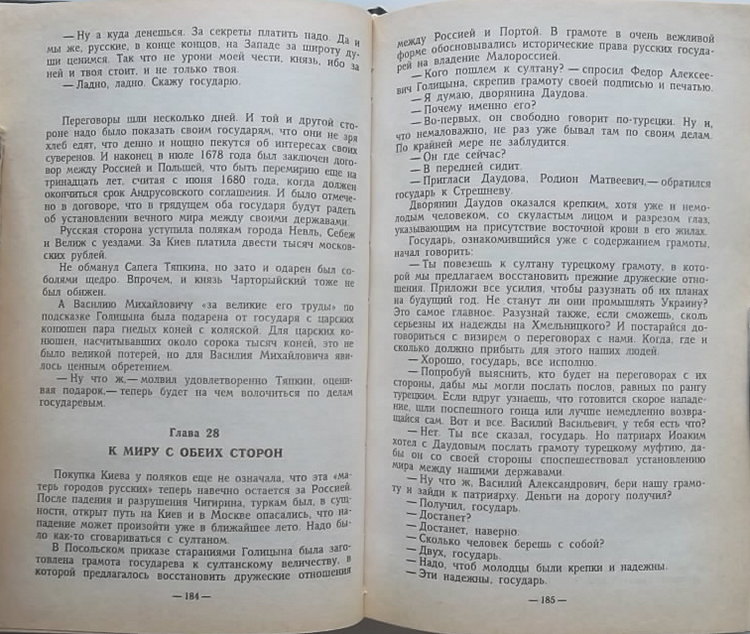 — Ну а куда денешься. За секреты платить надо. Да и
мы же, русские, в конце концов, на Западе за широту ду-
ши ценимся. Так что не урони моей чести, князь, ибо за
ней и твоя стоит, и не только твоя.
— Ладно, ладно. Скажу государю.
Переговоры шли несколько дней. И той и другой сто-
роне надо было показать своим государям, что они не зря
хлеб едят, что денно и нощно пекутся об интересах своих
суверенов. И наконец в июле 1678 года был заключен дого-
вор между Россией и Польшей, что быть перемирию еще на
тринадцать лет, считая с июня 1680 года, когда должен
окончиться срок Андрусовского соглашения. И было отмече-
но в договоре, что в грядущем оба государя будут радеть
об установлении вечного мира между своими державами.
Русская сторона уступила полякам города Невль, Себеж
и Велиж с уездами. За Киев платила двести тысяч москов-
ских рублей.
Не обманул Сапега Тяпкина, но зато и одарен был со-
болями щедро. Впрочем, и князь Чарторыйский тоже не
был обижен.
А Василию Михайловичу «за великие его труды» по
подсказке Голицына была подарена от государя с царских
конюшен пара гнедых коней с коляской. Для царских ко-
нюшен, насчитывавших около сорока тысяч коней, это не
было великой потерей, но для Василия Михайловича яви-
лось ценным обретением.
— Ну что ж,— молвил удовлетворенно Тяпкин, оцени-
вая подарок,— теперь будет на чем волочиться по делам
государевым.
Глава 28
К МИРУ С ОБЕИХ СТОРОН
Покупка Киева у поляков еще не означала, что эта «ма-
терь городов русских» теперь навечно остается за Россией.
После падения и разрушения Чигирина, туркам был, в сущ-
ности, открыт путь на Киев и в Москве опасались, что на-
падение может произойти уже в ближайшее лето. Надо бы-
ло как-то сговариваться с султаном.
В Посольском приказе стараниями Голицына была заго-
товлена грамота государева к султанскому величеству, в
которой предлагалось восстановить дружеские отношения
— 184 —
между Россией и Портой. В грамоте в очень вежливой
форме обосновывались исторические права русских госуда-
рей на владение Малороссией.
— Кого пошлем к султану? — спросил Федор Алексее-
вич Голицына, скрепив грамоту своей подписью и печатью.
— Я думаю, дворянина Даудова.
— Почему именно его?
— Во-первых, он свободно говорит по-турецки. Ну и,
что немаловажно, не раз уже бывал там по своим делам.
По крайней мере не заблудится.
— Он где сейчас?
— В передней сидит.
— Пригласи Даудова, Родион Матвеевич,— обратился
государь к Стрешневу.
Дворянин Даудов оказался крепким, хотя уже и немо-
лодым человеком, со скуластым лицом и разрезом глаз,
указывающим на присутствие восточной крови в его жилах.
Государь, ознакомившийся уже с содержанием грамоты,
начал говорить:
— Ты повезешь к султану турецкому грамоту, в кото-
рой мы предлагаем восстановить прежние дружеские отно-
шения. Приложи все усилия, чтобы разузнать об их планах
на будущий год. Не станут ли они промышлять Украину?
Это самое главное. Разузнай также, если сможешь, сколь
серьезны их надежды на Хмельницкого? И постарайся до-
говориться с визирем о переговорах с нами. Когда, где и
сколько должно прибыть для этого наших людей.
— Хорошо, государь, все исполню.
— Попробуй выяснить, кто будет на переговорах с их
стороны, дабы мы могли послать послов, равных по рангу
турецким. Если вдруг узнаешь, что готовится скорое нападе-
ние, шли поспешного гонца или лучше немедленно возвра-
щайся сам. Вот и все. Василий Васильевич, у тебя есть что?
— Нет. Ты все сказал, государь. Но патриарх Иоаким
хотел с Даудовым послать грамоту турецкому муфтию, да-
бы он со своей стороны споспешествовал установлению
мира между нашими державами.
— Ну что ж, Василий Александрович, бери нашу грамо-
ту и зайди к патриарху. Деньги на дорогу получил?
— Получил, государь.
— Достанет?
— Достанет, наверно.
— Сколько человек берешь с собой?
— Двух, государь.
— Надо, чтоб молодцы были крепки и надежны.
— Эти надежны, государь.
— 185 —